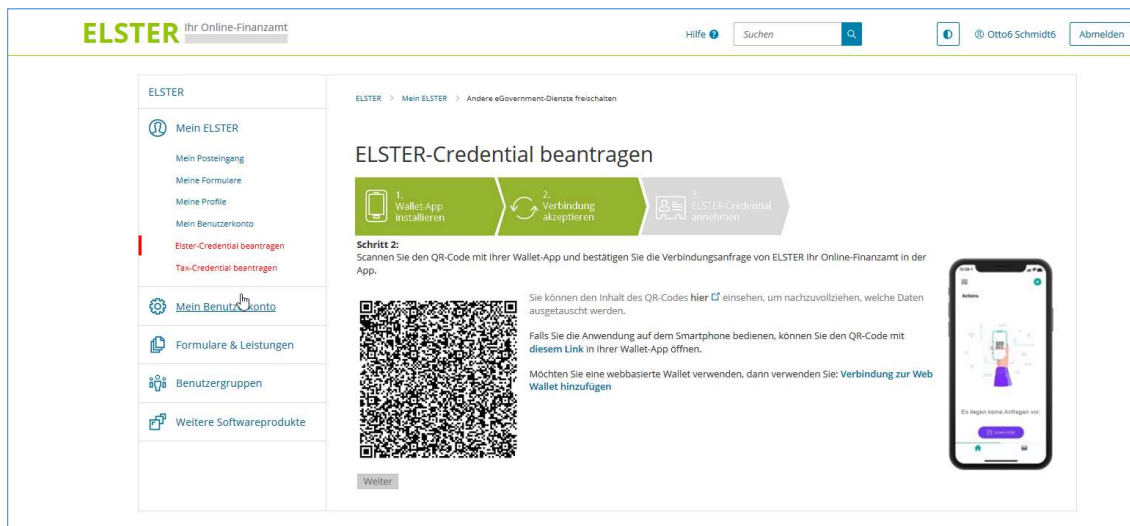 ELSTER Ihr Online-Finanzamt
Hilfe
Suchen
Otto6 Schmidt6
Abmelden
ELSTER
Mein ELSTER
Mein Posteingang
Meine Formulare
Meine Profile
Mein Benutzerkonto
Elster-Credential beantragen
Tax-Credential beantragen
Mein Benutzerkonto
Formulare & Leistungen
Benutzergruppen
Weitere Softwareprodukte
ELSTER > Mein ELSTER > Andere eGovernment-Dienste freischalten
ELSTER-Credential beantragen
1.
Wallet-App
installieren
2.
Verbindung
akzeptieren
3.
ELSTER-Credential
annehmen
Schritt 2:
Scannen Sie den QR-Code mit Ihrer Wallet-App und bestätigen Sie die Verbindungsanfrage von ELSTER Ihr Online-Finanzamt in der
App.
Sie können den Inhalt des QR-Codes hier einsehen, um nachzuvollziehen, welche Daten
ausgetauscht werden.
Falls Sie die Anwendung auf dem Smartphone bedienen, können Sie den QR-Code mit
diesem Link in Ihrer Wallet-App öffnen.
Möchten Sie eine webbasierte Wallet verwenden, dann verwenden Sie: Verbindung zur Web
Wallet hinzufügen
Weiter
Actions
Es liegen keine Anfragen vor.
SCAN CODE